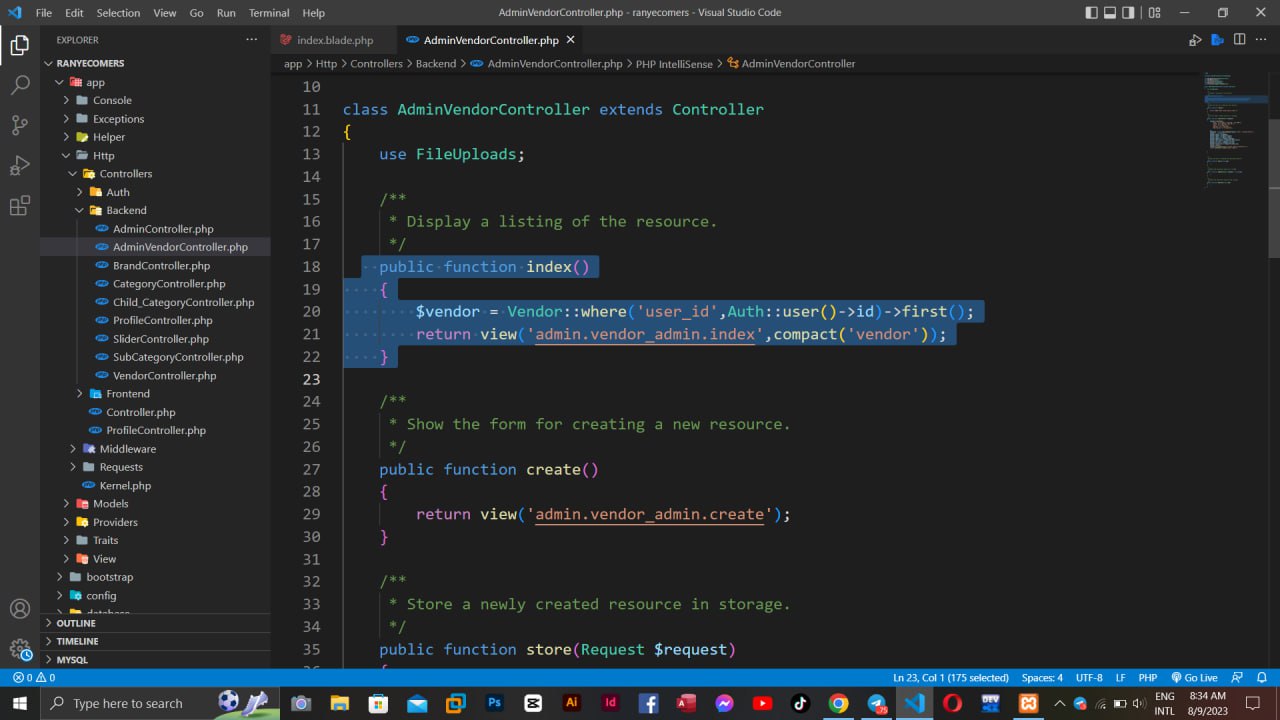 File Edit Selection View Go Run Terminal Help
AdminVendorController.php - ranyecomers - Visual Studio Code
EXPLORER
RANYECOMERS
app
Console
Exceptions
Helper
Http
Controllers
Auth
Backend
AdminController.php
AdminVendorController.php
BrandController.php
CategoryController.php
Child_CategoryController.php
ProfileController.php
SliderController.php
SubCategoryController.php
VendorController.php
Frontend
Controller.php
ProfileController.php
Middleware
Requests
Kernel.php
Models
Providers
Traits
View
bootstrap
config
database
OUTLINE
TIMELINE
MYSQL
index.blade.php
AdminVendorController.php
app > Http > Controllers > Backend > AdminVendorController.php > PHP IntelliSense > AdminVendorController
10
11 class AdminVendorController extends Controller
12 {
13 use FileUploads;
14
15 /**
16 * Display a listing of the resource.
17 */
18 public function index()
19 {
20 $vendor = Vendor::where('user_id',Auth::user()->id)->first();
21 return view('admin.vendor_admin.index',compact('vendor'));
22 }
23
24 /**
25 * Show the form for creating a new resource.
26 */
27 public function create()
28 {
29 return view('admin.vendor_admin.create');
30 }
31
32 /**
33 * Store a newly created resource in storage.
34 */
35 public function store(Request $request)
36 {
0 0 Ln 23, Col 1 (175 selected) Spaces: 4 UTF-8 LF PHP Go Live
Type here to search
ENG
INTL
8:34 AM
8/9/2023